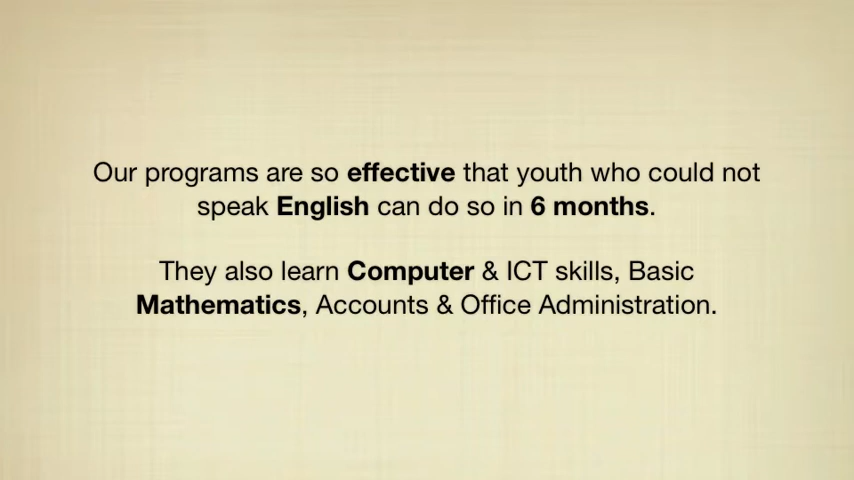 Our programs are so effective that youth who could not
speak English can do so in 6 months.
They also learn Computer & ICT skills, Basic
Mathematics, Accounts & Office Administration.